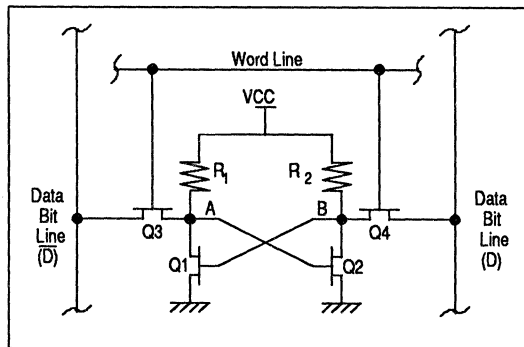 Word Line
VCC
R1
R2
Data
Bit
Line
(D̅)
A
B
Data
Bit
Line
(D)
Q3
Q4
Q1
Q2